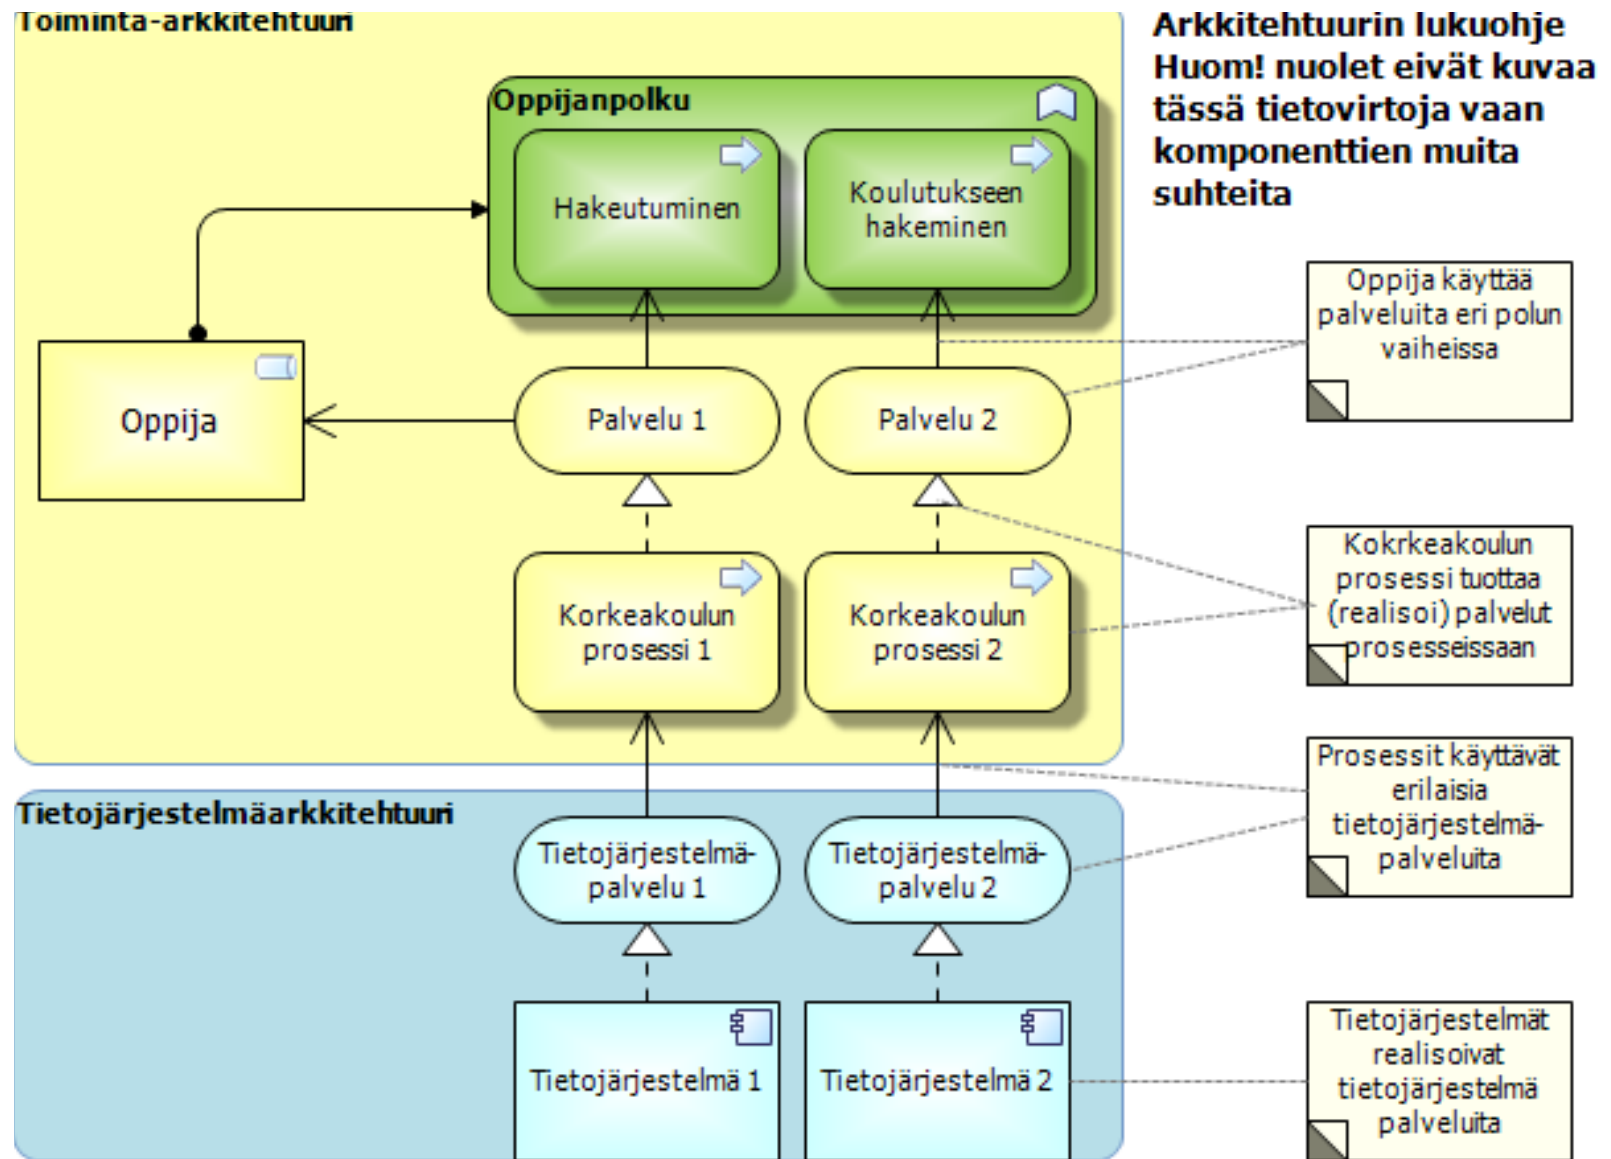 Toiminta-arkkitehtuuri
Arkkitehtuurin lukuohje
Huom! nuolet eivät kuvaa
tässä tietovirtoja vaan
komponenttien muita
suhteita
Oppijanpolku
Hakeutuminen
Koulutukseen
hakeminen
Oppija käyttää
palveluita eri polun
vaiheissa
Oppija
Palvelu 1
Palvelu 2
Kokrkeakoulun
prosessi tuottaa
(realisoi) palvelut
prosesseissaan
Korkeakoulun
prosessi 1
Korkeakoulun
prosessi 2
Prosessit käyttävät
erilaisia
tietojärjestelmä-
palveluita
Tietojärjestelmäarkkitehtuuri
Tietojärjestelmä-
palvelu 1
Tietojärjestelmä-
palvelu 2
Tietojärjestelmä 1
Tietojärjestelmä 2
Tietojärjestelmät
realisoivat
tietojärjestelmä
palveluita